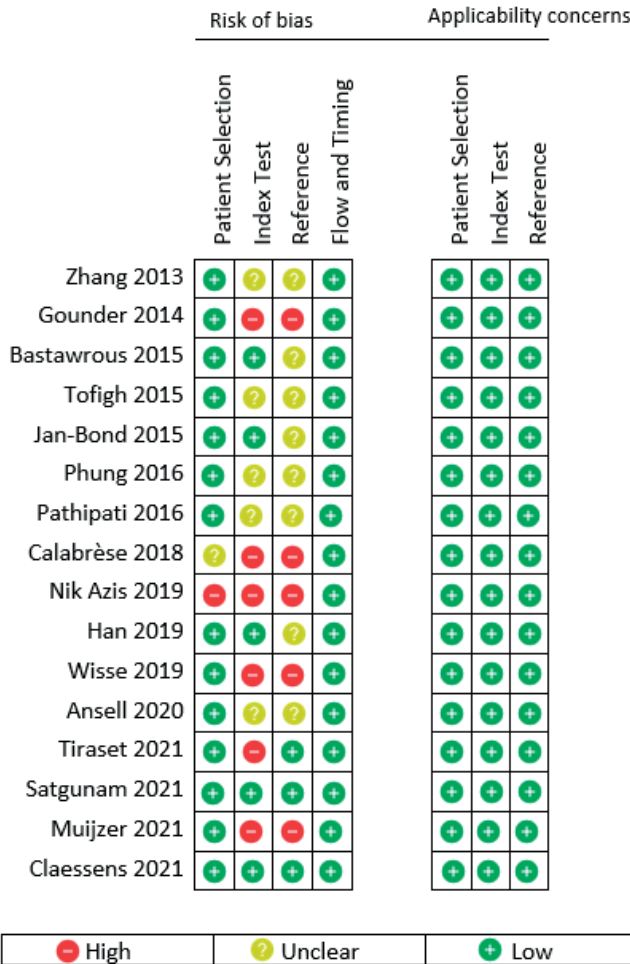 Risk of bias
Applicability concerns
Patient Selection
Index Test
Reference
Flow and Timing
Patient Selection
Index Test
Reference
Zhang 2013
Gounder 2014
Bastawrous 2015
Tofigh 2015
Jan-Bond 2015
Phung 2016
Pathipati 2016
Calabrèse 2018
Nik Azis 2019
Han 2019
Wisse 2019
Ansell 2020
Tiraset 2021
Satgunam 2021
Muijzer 2021
Claessens 2021
High
Unclear
Low